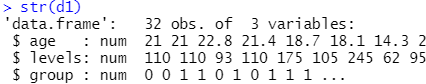 > str(d1)
'data.frame':   32 obs. of  3 variables:
 $ age   : num  21 21 22.8 21.4 18.7 18.1 14.3 2
 $ levels: num  110 110 93 110 175 105 245 62 95
 $ group : num  0 0 1 1 0 1 0 1 1 1 ...